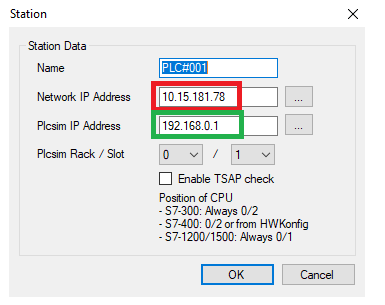 Station
Station Data
Name PLC#001
Network IP Address 10.15.181.78 ...
Plcsim IP Address 192.168.0.1 ...
Plcsim Rack / Slot 0 / 1
Enable TSAP check
Position of CPU
- S7-300: Always 0/2
- S7-400: 0/2 or from HWKonfig
- S7-1200/1500: Always 0/1
OK Cancel